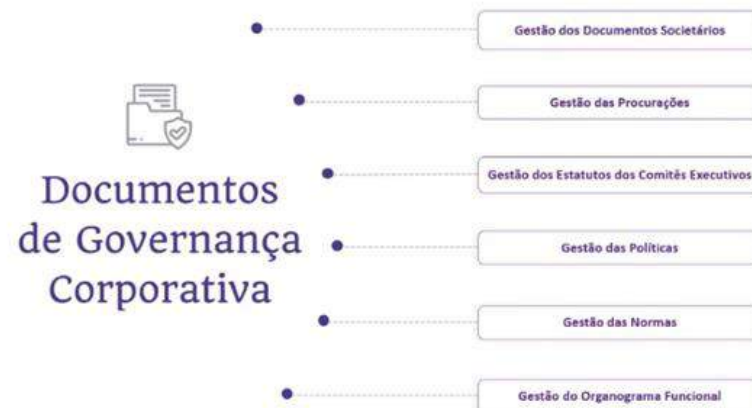 Documentos
de Governança
Corporativa
Gestão dos Documentos Societários
Gestão das Procurações
Gestão dos Estatutos dos Comitês Executivos
Gestão das Políticas
Gestão das Normas
Gestão do Organograma Funcional